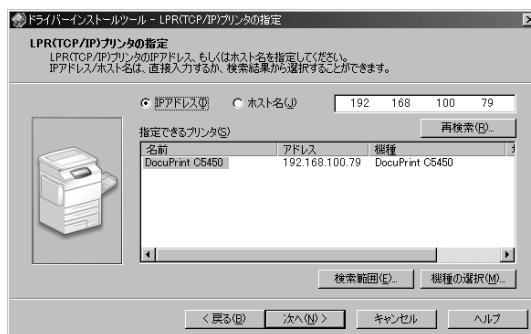 ドライバーインストールツール - LPR(TCP/IP)プリンタの指定
LPR(TCP/IP)プリンタの指定
LPR(TCP/IP)プリンタのIPアドレス、もしくはホスト名を指定してください。
IPアドレス/ホスト名は、直接入力するか、検索結果から選択することができます。
IPアドレス(I) ホスト名(J) 192 168 100 79
指定できるプリンタ(S) 再検索(R)...
名前 アドレス 機種
DocuPrint C5450 192.168.100.79 DocuPrint C5450
検索範囲(E)... 機種の選択(M)...
< 戻る(B) 次へ(N) > キャンセル ヘルプ